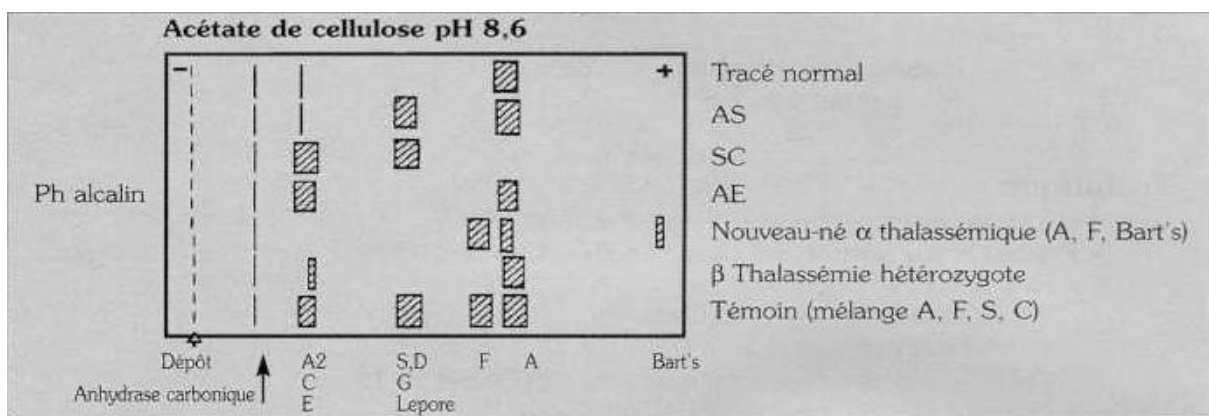 Acétate de cellulose pH 8,6
- + Tracé normal
AS
SC
Ph alcalin AE
Nouveau-né α thalassémique (A, F, Bart's)
β Thalassémie hétérozygote
Témoin (mélange A, F, S, C)
Dépôt A2 S,D F A Bart's
Anhydrase carbonique C G
E Lepore